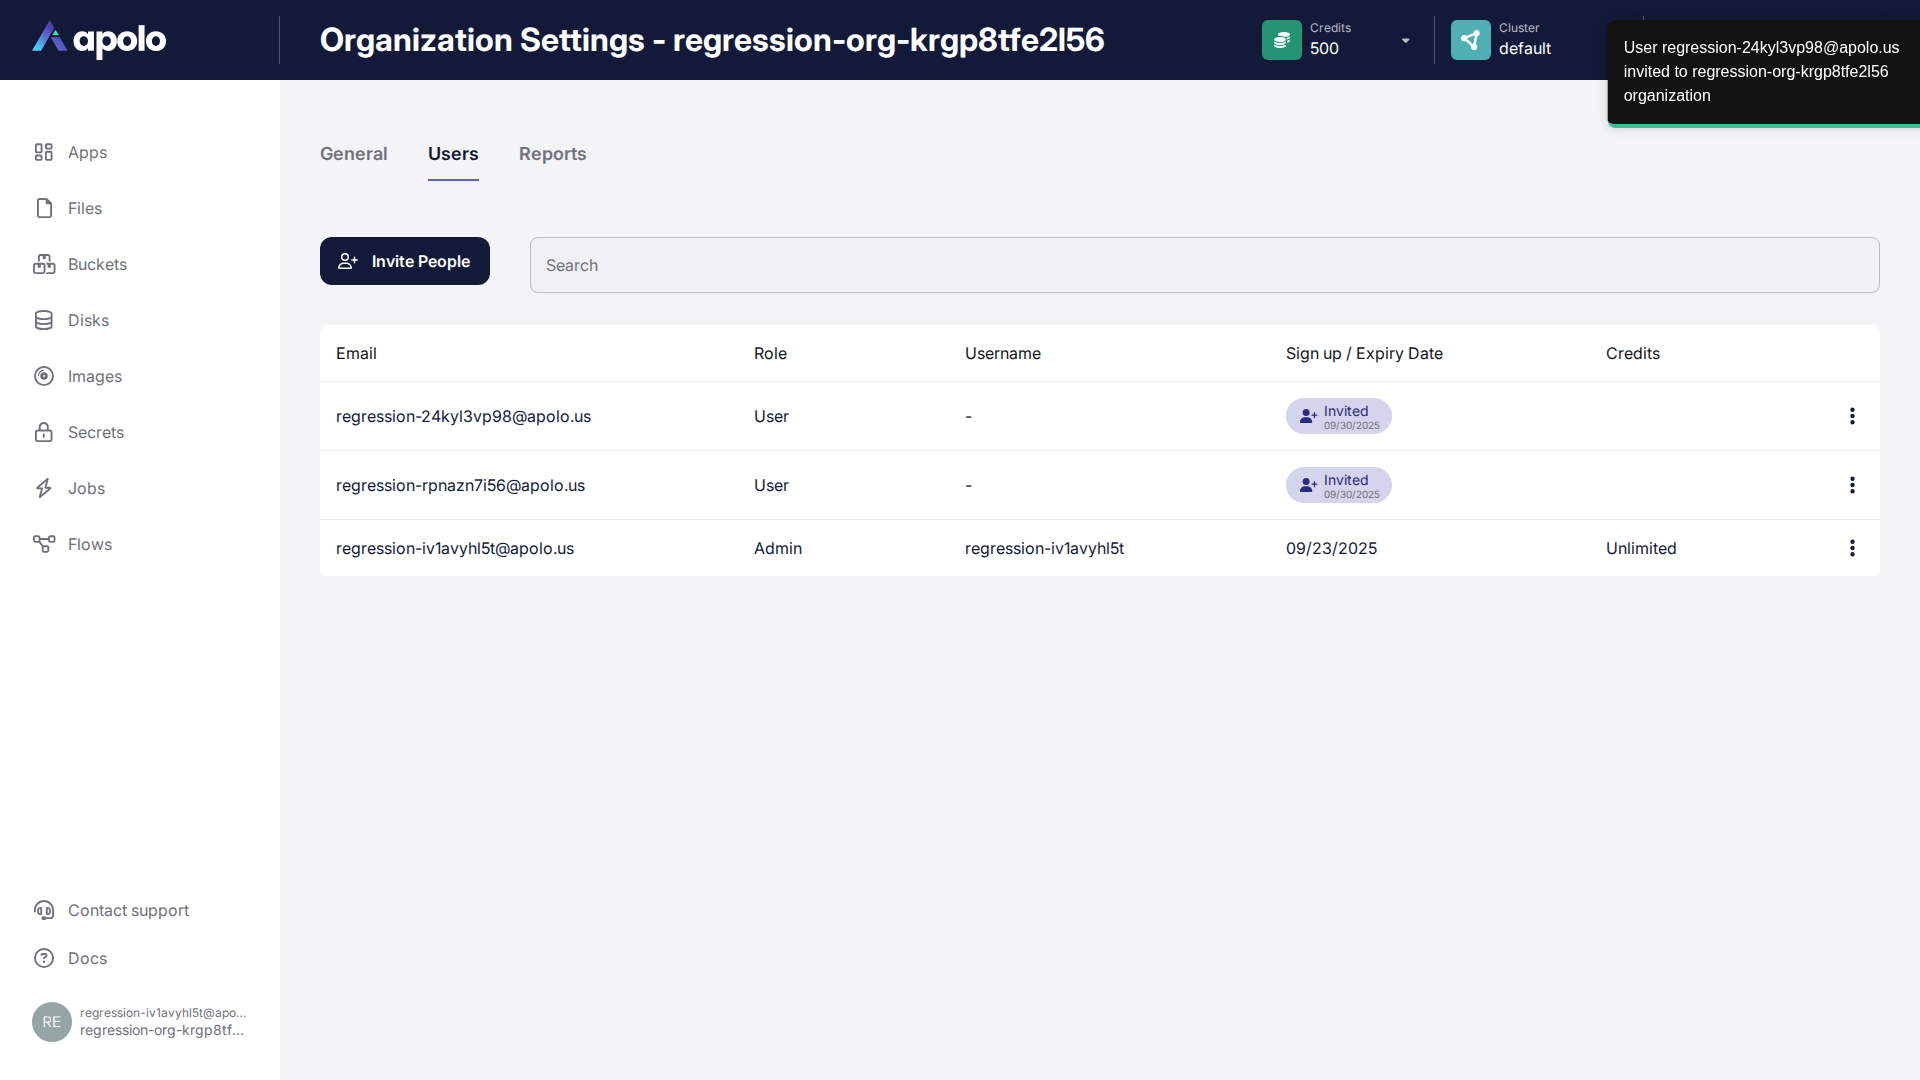 apolo
Organization Settings - regression-org-krgp8tfe2l56
Credits
500
Cluster
default
User regression-24kyl3vp98@apolo.us
invited to regression-org-krgp8tfe2l56
organization
Apps
Files
Buckets
Disks
Images
Secrets
Jobs
Flows
General Users Reports
Invite People
Search
Email Role Username Sign up / Expiry Date Credits
regression-24kyl3vp98@apolo.us User - Invited
09/30/2025
regression-rpnazn7i56@apolo.us User - Invited
09/30/2025
regression-iv1avyhl5t@apolo.us Admin regression-iv1avyhl5t 09/23/2025 Unlimited
Contact support
Docs
RE
regression-iv1avyhl5t@apo...
regression-org-krgp8tf...